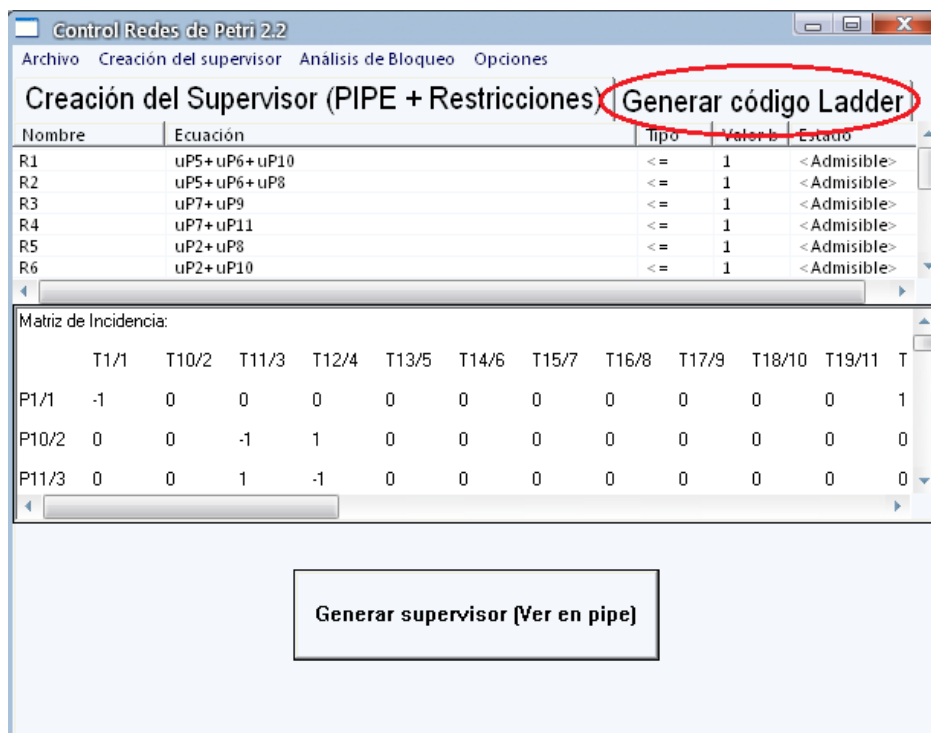 Control Redes de Petri 2.2
Archivo Creación del supervisor Análisis de Bloqueo Opciones
Creación del Supervisor (PIPE + Restricciones) Generar código Ladder
Nombre Ecuación Tipo Valor b Estado
R1 uP5+uP6+uP10 <= 1 <Admisible>
R2 uP5+uP6+uP8 <= 1 <Admisible>
R3 uP7+uP9 <= 1 <Admisible>
R4 uP7+uP11 <= 1 <Admisible>
R5 uP2+uP8 <= 1 <Admisible>
R6 uP2+uP10 <= 1 <Admisible>
Matriz de Incidencia:
T1/1 T10/2 T11/3 T12/4 T13/5 T14/6 T15/7 T16/8 T17/9 T18/10 T19/11 T
P1/1 -1 0 0 0 0 0 0 0 0 0 0 1
P10/2 0 0 -1 1 0 0 0 0 0 0 0 0
P11/3 0 0 1 -1 0 0 0 0 0 0 0 0
Generar supervisor (Ver en pipe)